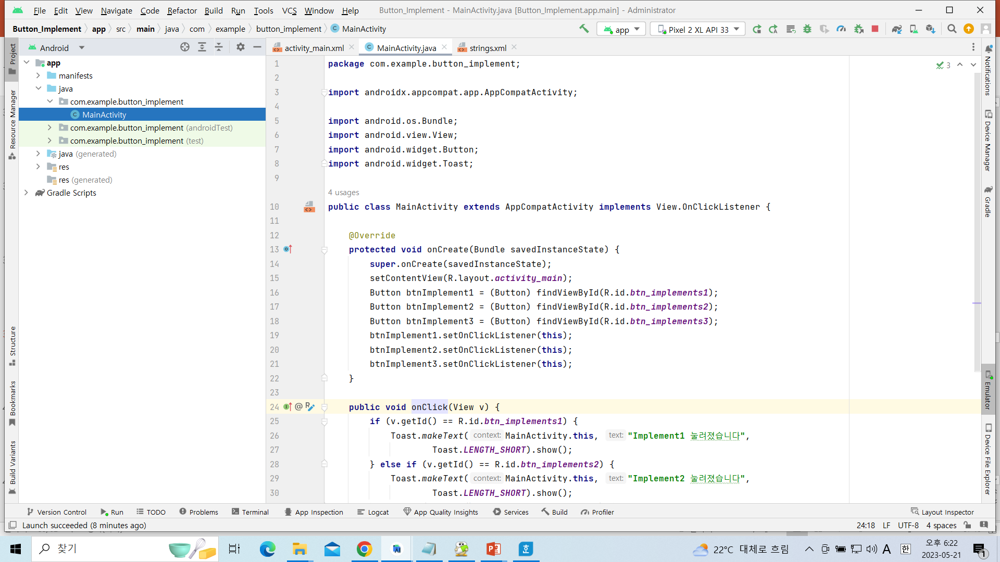 File Edit View Navigate Code Refactor Build Run Tools VCS Window Help Button_Implement - MainActivity.java [Button_Implement.app.main] - Administrator
Button_Implement app src main java com example button_implement MainActivity app Pixel 2 XL API 33
Android activity_main.xml MainActivity.java strings.xml
app
manifests
java
com.example.button_implement
MainActivity
com.example.button_implement (androidTest)
com.example.button_implement (test)
java (generated)
res
res (generated)
Gradle Scripts
Project
Resource Manager
Structure
Bookmarks
Build Variants
1 package com.example.button_implement;
2
3 import androidx.appcompat.app.AppCompatActivity;
4
5 import android.os.Bundle;
6 import android.view.View;
7 import android.widget.Button;
8 import android.widget.Toast;
9
4 usages
10 public class MainActivity extends AppCompatActivity implements View.OnClickListener {
11
12 @Override
13 protected void onCreate(Bundle savedInstanceState) {
14 super.onCreate(savedInstanceState);
15 setContentView(R.layout.activity_main);
16 Button btnImplement1 = (Button) findViewById(R.id.btn_implements1);
17 Button btnImplement2 = (Button) findViewById(R.id.btn_implements2);
18 Button btnImplement3 = (Button) findViewById(R.id.btn_implements3);
19 btnImplement1.setOnClickListener(this);
20 btnImplement2.setOnClickListener(this);
21 btnImplement3.setOnClickListener(this);
22 }
23
24 public void onClick(View v) {
25 if (v.getId() == R.id.btn_implements1) {
26 Toast.makeText( context: MainActivity.this, text: "Implement1 눌려졌습니다",
27 Toast.LENGTH_SHORT).show();
28 } else if (v.getId() == R.id.btn_implements2) {
29 Toast.makeText( context: MainActivity.this, text: "Implement2 눌려졌습니다",
30 Toast.LENGTH_SHORT).show();
3
Notifications
Device Manager
Gradle
Emulator
Device File Explorer
Version Control Run TODO Problems Terminal App Inspection Logcat App Quality Insights Services Build Profiler Layout Inspector
Launch succeeded (8 minutes ago) 24:18 LF UTF-8 4 spaces
찾기 22°C 대체로 흐림 A 한 오후 6:22
2023-05-21 1